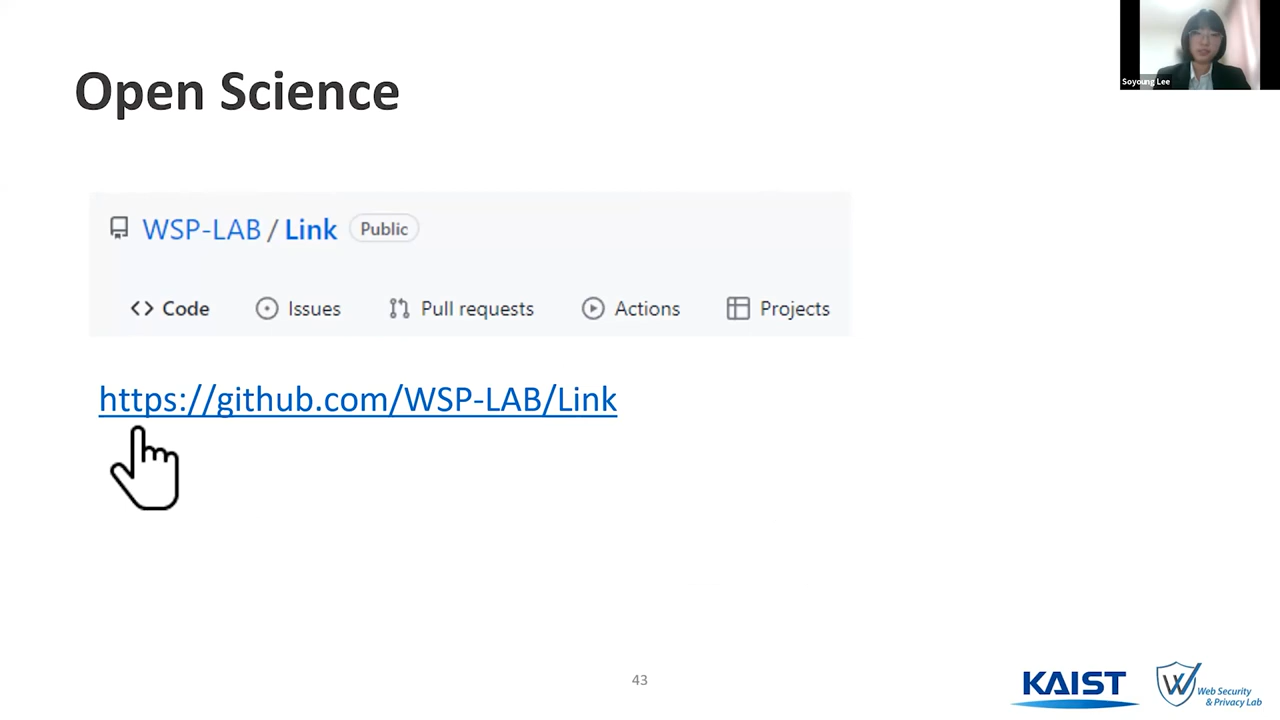 Soyoung Lee
Open Science
WSP-LAB / Link Public
Code Issues Pull requests Actions Projects
https://github.com/WSP-LAB/Link
43
KAIST
W
Web Security
& Privacy Lab